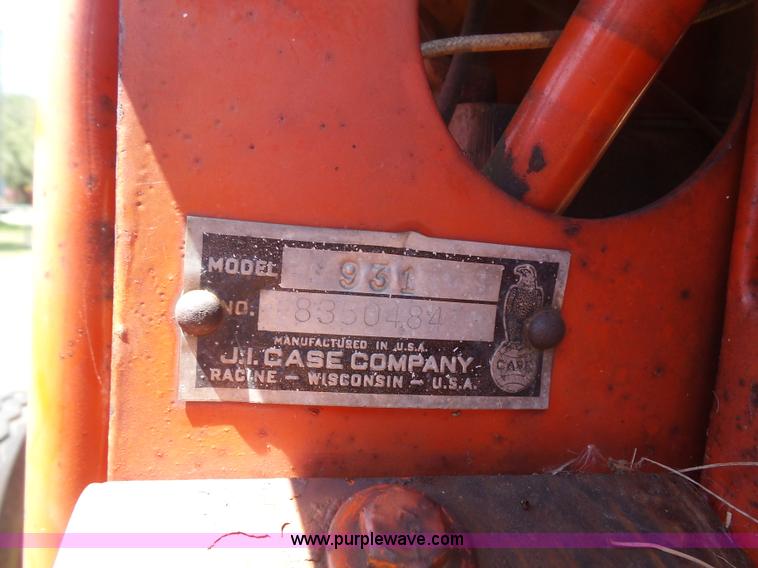 MODEL 931
NO. 8330484
MANUFACTURED IN U.S.A.
J.I. CASE COMPANY
RACINE - WISCONSIN - U.S.A.
CASE
www.purplewave.com